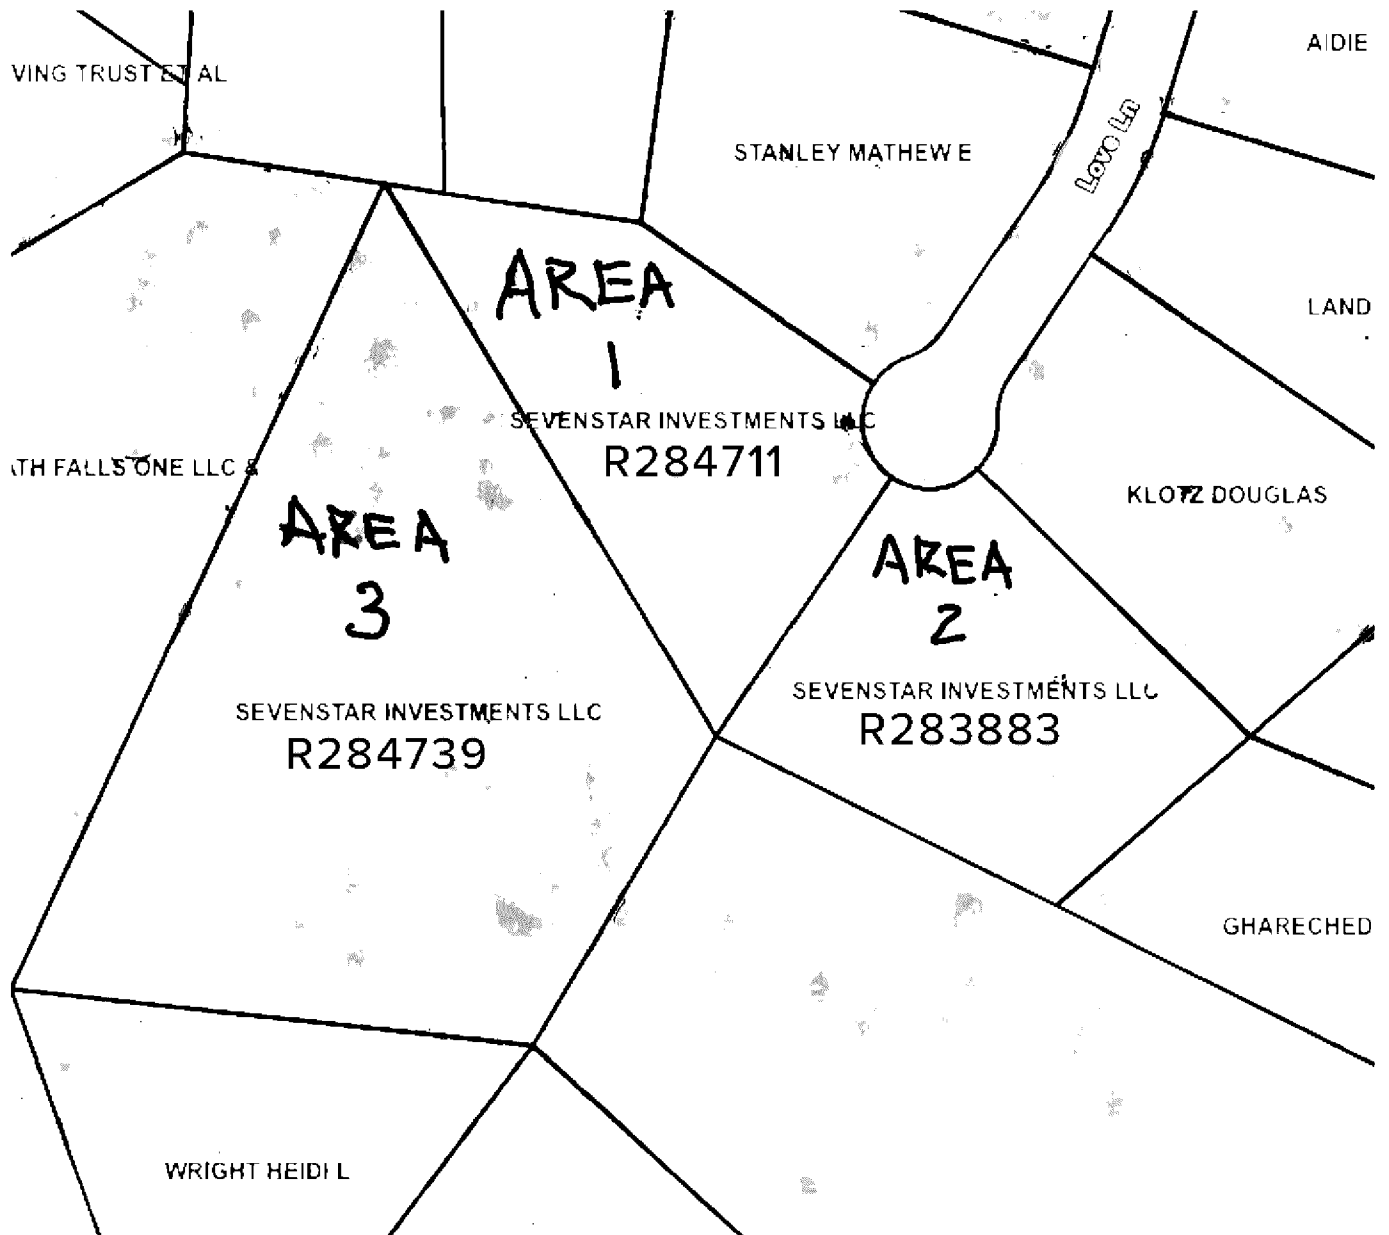 AIDIE
VING TRUST ET AL
Love Ln
STANLEY MATHEW E
AREA
1
LAND
SEVENSTAR INVESTMENTS LLC
R284711
TH FALLS ONE LLC &
KLOTZ DOUGLAS
AREA
3
AREA
2
SEVENSTAR INVESTMENTS LLC
R283883
SEVENSTAR INVESTMENTS LLC
R284739
GHARECHED
WRIGHT HEIDI L